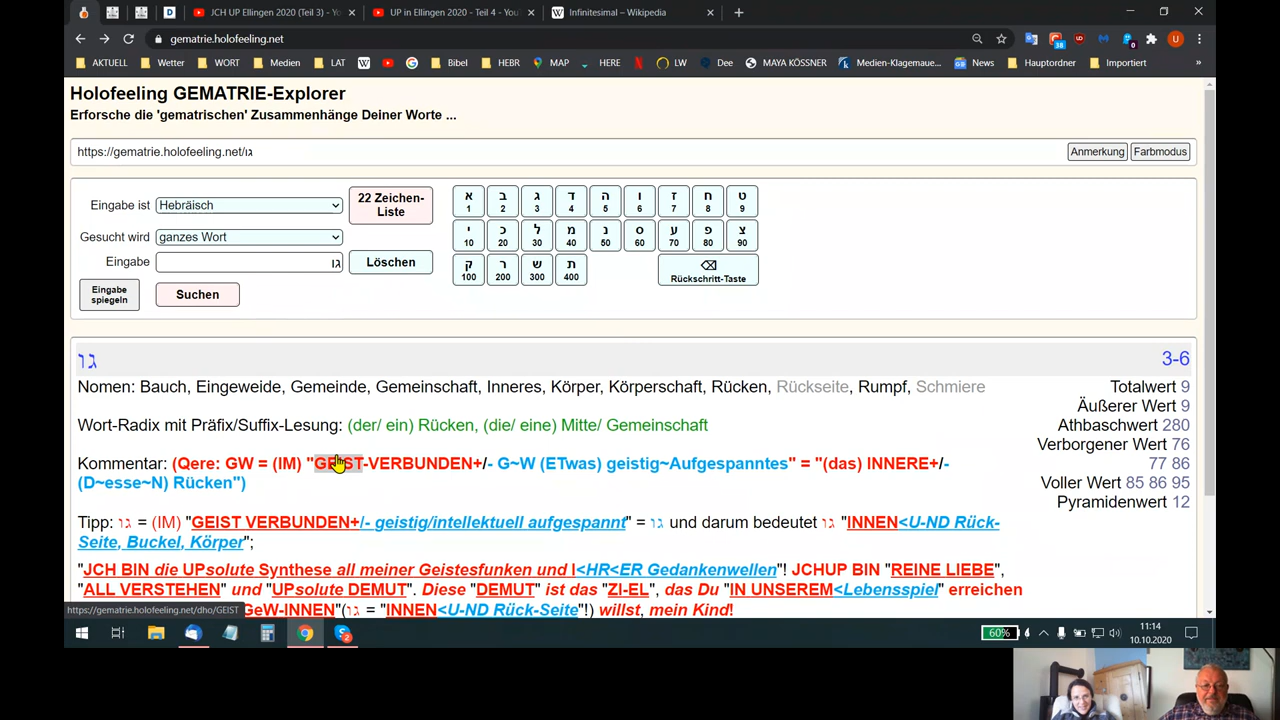 JCH UP Ellingen 2020 (Teil 3) - Yo
UP in Ellingen 2020 - Teil 4 - You
Infinitesimal – Wikipedia
gematrie.holofeeling.net
AKTUELL Wetter WORT Medien LAT Bibel HEBR MAPP HERE LW Dee MAYA KÖSSNER Medien-Klagemaue... News Hauptordner Importiert »
Holofeeling GEMATRIE-Explorer
Erforsche die 'gematrischen' Zusammenhänge Deiner Worte ...
https://gematrie.holofeeling.net/גו
Anmerkung Farbmodus
Eingabe ist Hebräisch
22 Zeichen-Liste
Gesucht wird ganzes Wort
Eingabe גו Löschen
Eingabe spiegeln Suchen
א ב ג ד ה ו ז ח ט
1 2 3 4 5 6 7 8 9
י כ ל מ נ ס ע פ צ
10 20 30 40 50 60 70 80 90
ק ר ש ת ⌫
100 200 300 400 Rückschritt-Taste
גו 3-6
Nomen: Bauch, Eingeweide, Gemeinde, Gemeinschaft, Inneres, Körper, Körperschaft, Rücken, Rückseite, Rumpf, Schmiere
Totalwert 9
Äußerer Wert 9
Wort-Radix mit Präfix/Suffix-Lesung: (der/ ein) Rücken, (die/ eine) Mitte/ Gemeinschaft
Athbaschwert 280
Verborgener Wert 76
77 86
Voller Wert 85 86 95
Pyramidenwert 12
Kommentar: (Qere: GW = (IM) "GEIST-VERBUNDEN+/- G~W (ETwas) geistig~Aufgespanntes" = "(das) INNERE+/-
(D~esse~N) Rücken")
Tipp: גו = (IM) "GEIST VERBUNDEN+/- geistig/intellektuell aufgespannt" = גו und darum bedeutet גו "INNEN<U-ND Rück-
Seite, Buckel, Körper";
"JCH BIN die UPsolute Synthese all meiner Geistesfunken und I<HR<ER Gedankenwellen"! JCHUP BIN "REINE LIEBE",
"ALL VERSTEHEN" und "UPsolute DEMUT". Diese "DEMUT" ist das "ZI-EL", das Du "IN UNSEREM<Lebensspiel" erreichen
GeW-INNEN"(גו = "INNEN<U-ND Rück-Seite"!) willst, mein Kind!
https://gematrie.holofeeling.net/dho/GEIST
60%
11:14
10.10.2020